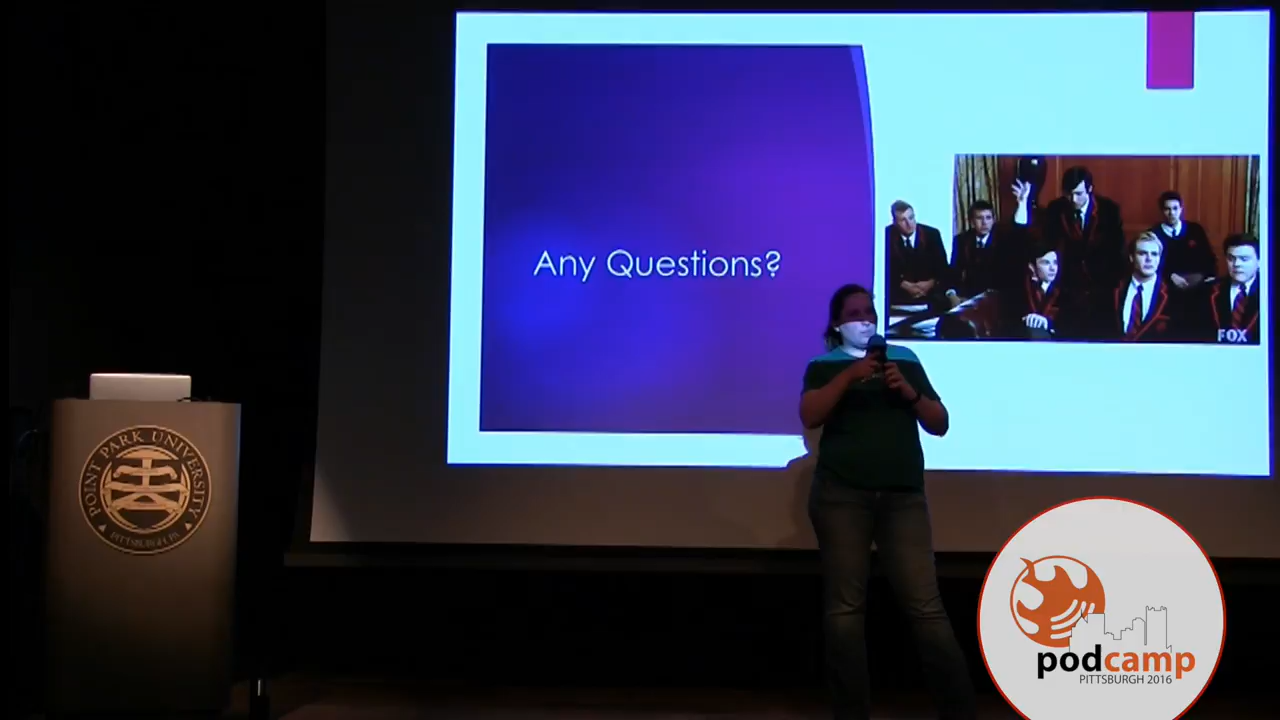 Any Questions?
FOX
POINT PARK UNIVERSITY
PITTSBURGH PA
podcamp
PITTSBURGH 2016